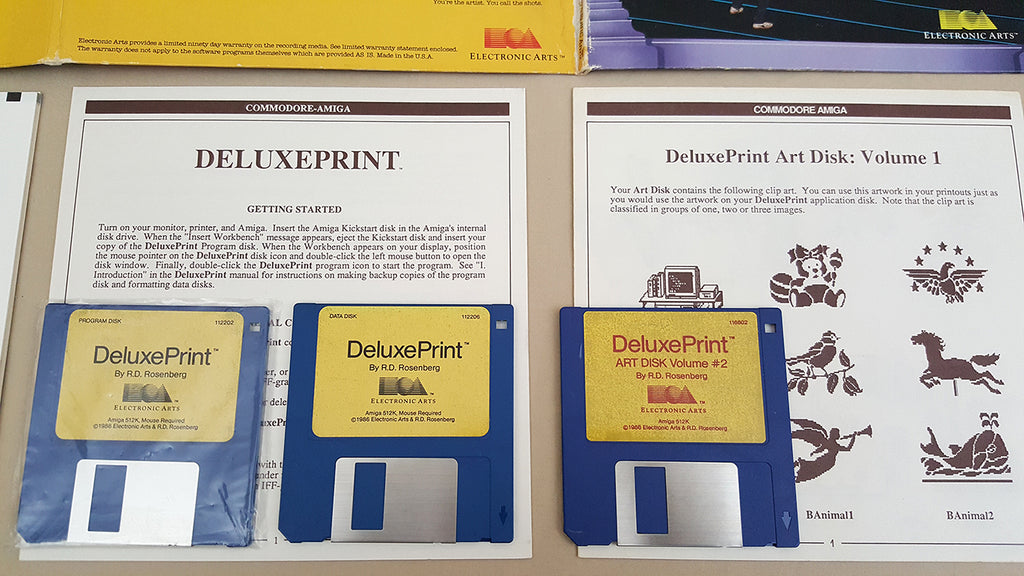 You're the artist. You call the shots.
Electronic Arts provides a limited ninety day warranty on the recording media. See limited warranty statement enclosed.
The warranty does not apply to the software programs themselves which are provided AS IS. Made in the U.S.A.
ELECTRONIC ARTS™
ELECTRONIC ARTS™
COMMODORE-AMIGA
DELUXEPRINT™
GETTING STARTED
Turn on your monitor, printer, and Amiga. Insert the Amiga Kickstart disk in the Amiga's internal
disk drive. When the "Insert Workbench" message appears, eject the Kickstart disk and insert your
copy of the DeluxePrint Program disk. When the Workbench appears on your display, position
the mouse pointer on the DeluxePrint disk icon and double-click the left mouse button to open the
disk window. Finally, double-click the DeluxePrint program icon to start the program. See "I.
Introduction" in the DeluxePrint manual for instructions on making backup copies of the program
disk and formatting data disks.
1
COMMODORE AMIGA
DeluxePrint Art Disk: Volume 1
Your Art Disk contains the following clip art. You can use this artwork in your printouts just as
you would use the artwork on your DeluxePrint application disk. Note that the clip art is
classified in groups of one, two or three images.
BAnimal1
BAnimal2
1
PROGRAM DISK
112202
DeluxePrint™
By R.D. Rosenberg
ELECTRONIC ARTS
Amiga 512K, Mouse Required
©1986 Electronic Arts & R.D. Rosenberg
DATA DISK
112206
DeluxePrint™
By R.D. Rosenberg
ELECTRONIC ARTS
Amiga 512K, Mouse Required
©1986 Electronic Arts & R.D. Rosenberg
116802
DeluxePrint™
ART DISK Volume #2
By R.D. Rosenberg
ELECTRONIC ARTS
Amiga 512K
©1986 Electronic Arts & R.D. Rosenberg